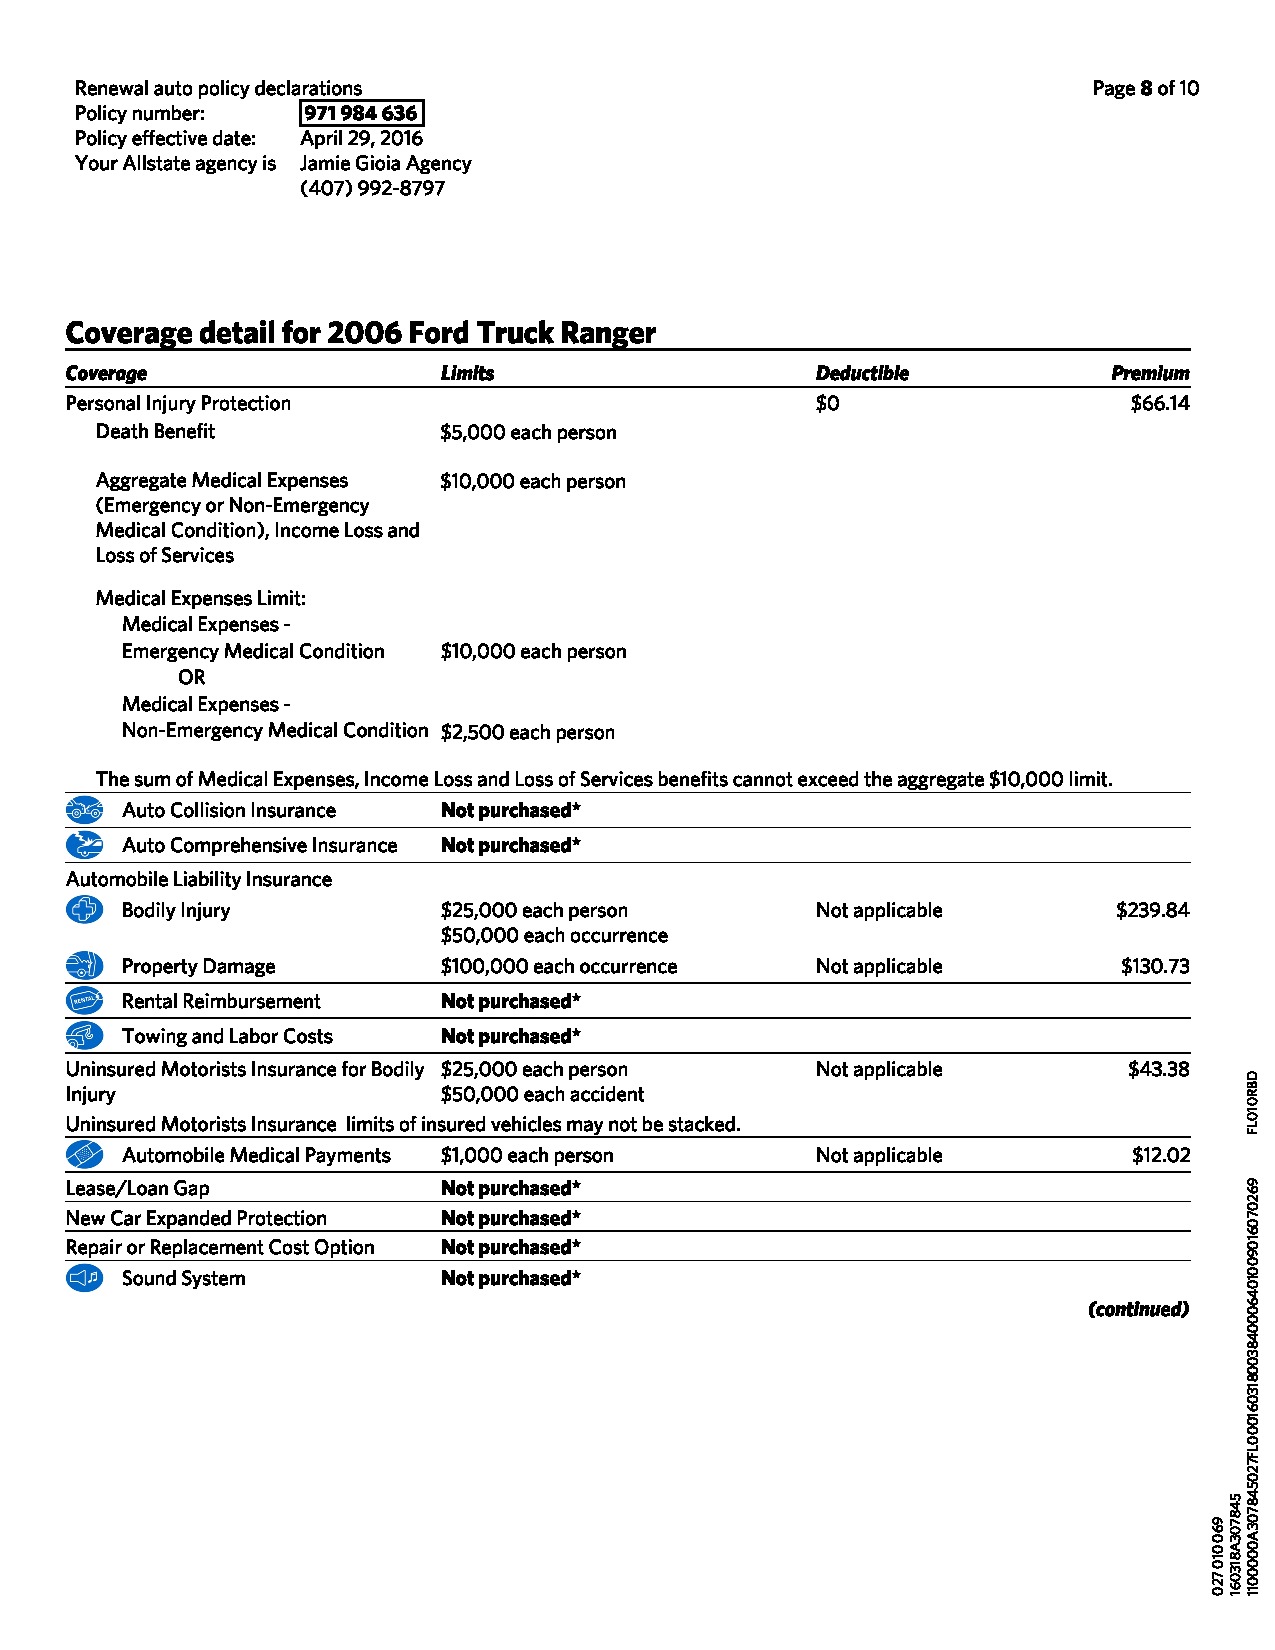 Renewal auto policy declarations Page 8 of 10
Policy number: 971 984 636
Policy effective date: April 29, 2016
Your Allstate agency is Jamie Gioia Agency
(407) 992-8797
Coverage detail for 2006 Ford Truck Ranger
Coverage Limits Deductible Premium
Personal Injury Protection $0 $66.14
Death Benefit $5,000 each person
Aggregate Medical Expenses $10,000 each person
(Emergency or Non-Emergency
Medical Condition), Income Loss and
Loss of Services
Medical Expenses Limit:
Medical Expenses -
Emergency Medical Condition $10,000 each person
OR
Medical Expenses -
Non-Emergency Medical Condition $2,500 each person
The sum of Medical Expenses, Income Loss and Loss of Services benefits cannot exceed the aggregate $10,000 limit.
Auto Collision Insurance Not purchased*
Auto Comprehensive Insurance Not purchased*
Automobile Liability Insurance
Bodily Injury $25,000 each person Not applicable $239.84
$50,000 each occurrence
Property Damage $100,000 each occurrence Not applicable $130.73
RENTAL Rental Reimbursement Not purchased*
Towing and Labor Costs Not purchased*
Uninsured Motorists Insurance for Bodily $25,000 each person Not applicable $43.38
Injury $50,000 each accident
Uninsured Motorists Insurance limits of insured vehicles may not be stacked.
Automobile Medical Payments $1,000 each person Not applicable $12.02
Lease/Loan Gap Not purchased*
New Car Expanded Protection Not purchased*
Repair or Replacement Cost Option Not purchased*
Sound System Not purchased*
(continued)
027 010 069
160318A307845
1100000A307845027FL00016031800384000640100901607​0269 FL010RBD